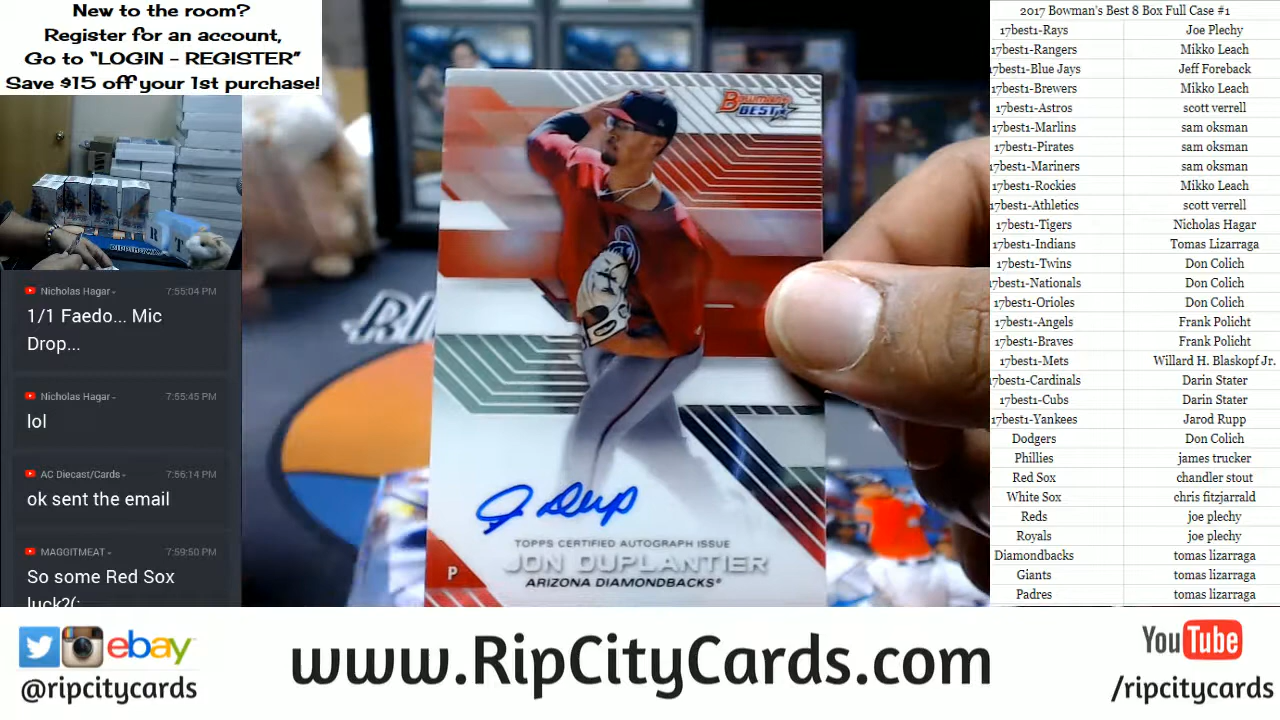 New to the room?
Register for an account,
Go to "LOGIN - REGISTER"
Save $15 off your 1st purchase!
Nicholas Hagar
7:55:04 PM
1/1 Faedo... Mic
Drop...
Nicholas Hagar
7:55:45 PM
lol
AC Diecast/Cards
7:56:14 PM
ok sent the email
MAGGITMEAT
7:59:50 PM
So some Red Sox
luck?(:
BOWMAN'S
BEST
J Dup
TOPPS CERTIFIED AUTOGRAPH ISSUE
JON DUPLANTIER
P
ARIZONA DIAMONDBACKS®
2017 Bowman's Best 8 Box Full Case #1
17best1-Rays Joe Plechy
17best1-Rangers Mikko Leach
17best1-Blue Jays Jeff Foreback
17best1-Brewers Mikko Leach
17best1-Astros scott verrell
17best1-Marlins sam oksman
17best1-Pirates sam oksman
17best1-Mariners sam oksman
17best1-Rockies Mikko Leach
17best1-Athletics scott verrell
17best1-Tigers Nicholas Hagar
17best1-Indians Tomas Lizarraga
17best1-Twins Don Colich
17best1-Nationals Don Colich
17best1-Orioles Don Colich
17best1-Angels Frank Policht
17best1-Braves Frank Policht
17best1-Mets Willard H. Blaskopf Jr.
17best1-Cardinals Darin Stater
17best1-Cubs Darin Stater
17best1-Yankees Jarod Rupp
Dodgers Don Colich
Phillies james trucker
Red Sox chandler stout
White Sox chris fitzjarrald
Reds joe plechy
Royals joe plechy
Diamondbacks tomas lizarraga
Giants tomas lizarraga
Padres tomas lizarraga
ebay
@ripcitycards
www.RipCityCards.com
YouTube
/ripcitycards